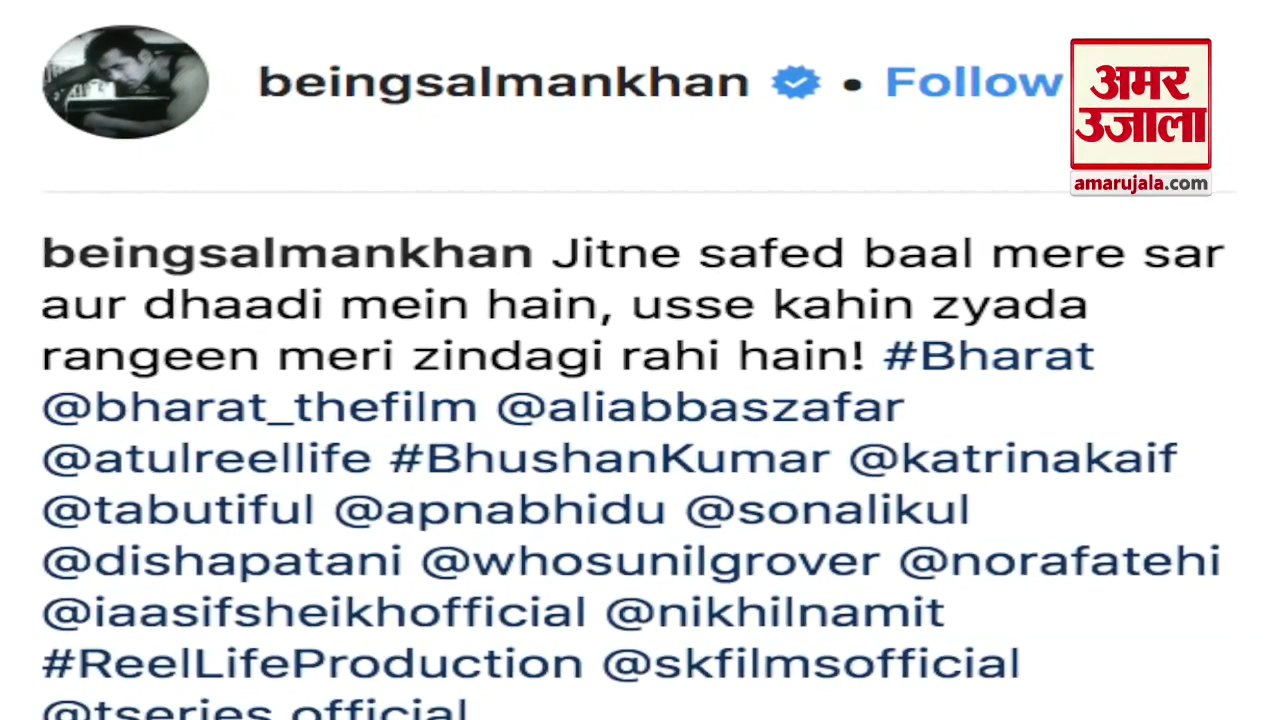 beingsalmankhan • Follow
अमर
उजाला
amarujala.com
beingsalmankhan Jitne safed baal mere sar
aur dhaadi mein hain, usse kahin zyada
rangeen meri zindagi rahi hain! #Bharat
@bharat_thefilm @aliabbaszafar
@atulreellife #BhushanKumar @katrinakaif
@tabutiful @apnabhidu @sonalikul
@dishapatani @whosunilgrover @norafatehi
@iaasifsheikhofficial @nikhilnamit
#ReelLifeProduction @skfilmsofficial
@tseries.official